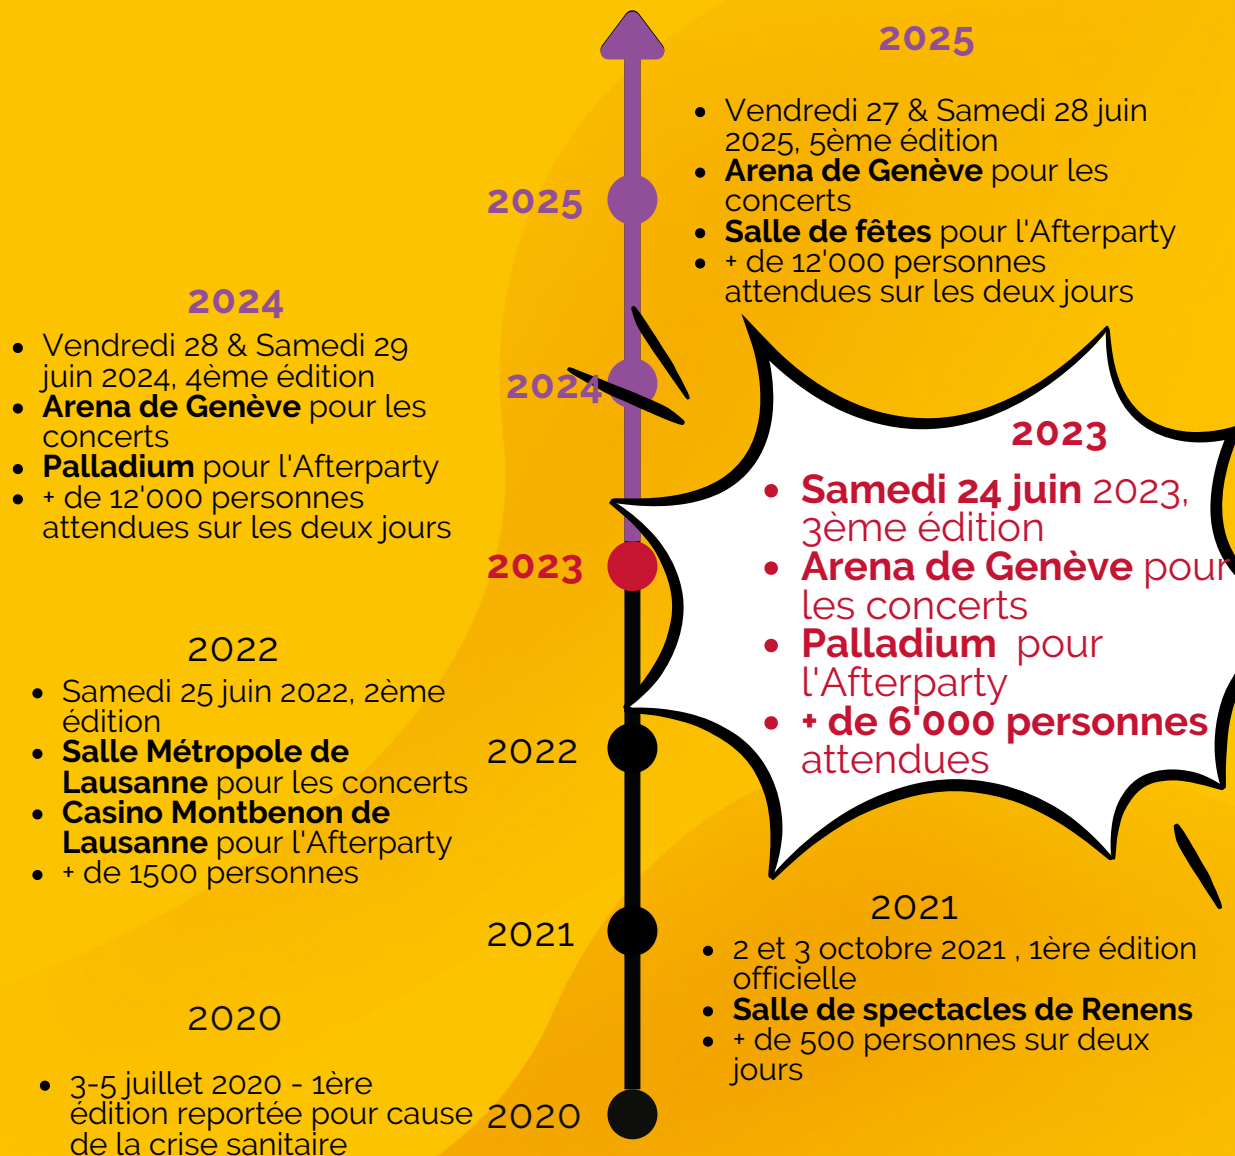 2025
• Vendredi 27 & Samedi 28 juin
2025, 5ème édition
• Arena de Genève pour les
concerts
• Salle de fêtes pour l'Afterparty
• + de 12'000 personnes
attendues sur les deux jours
2025
2024
• Vendredi 28 & Samedi 29
juin 2024, 4ème édition
• Arena de Genève pour les
concerts
• Palladium pour l'Afterparty
• + de 12'000 personnes
attendues sur les deux jours
2024
2023
• Samedi 24 juin 2023,
3ème édition
• Arena de Genève pour
les concerts
• Palladium pour
l'Afterparty
• + de 6'000 personnes
attendues
2023
2022
• Samedi 25 juin 2022, 2ème
édition
• Salle Métropole de
Lausanne pour les concerts
• Casino Montbenon de
Lausanne pour l'Afterparty
• + de 1500 personnes
2022
2021
• 2 et 3 octobre 2021 , 1ère édition
officielle
• Salle de spectacles de Renens
• + de 500 personnes sur deux
jours
2021
2020
• 3-5 juillet 2020 - 1ère
édition reportée pour cause
de la crise sanitaire
2020